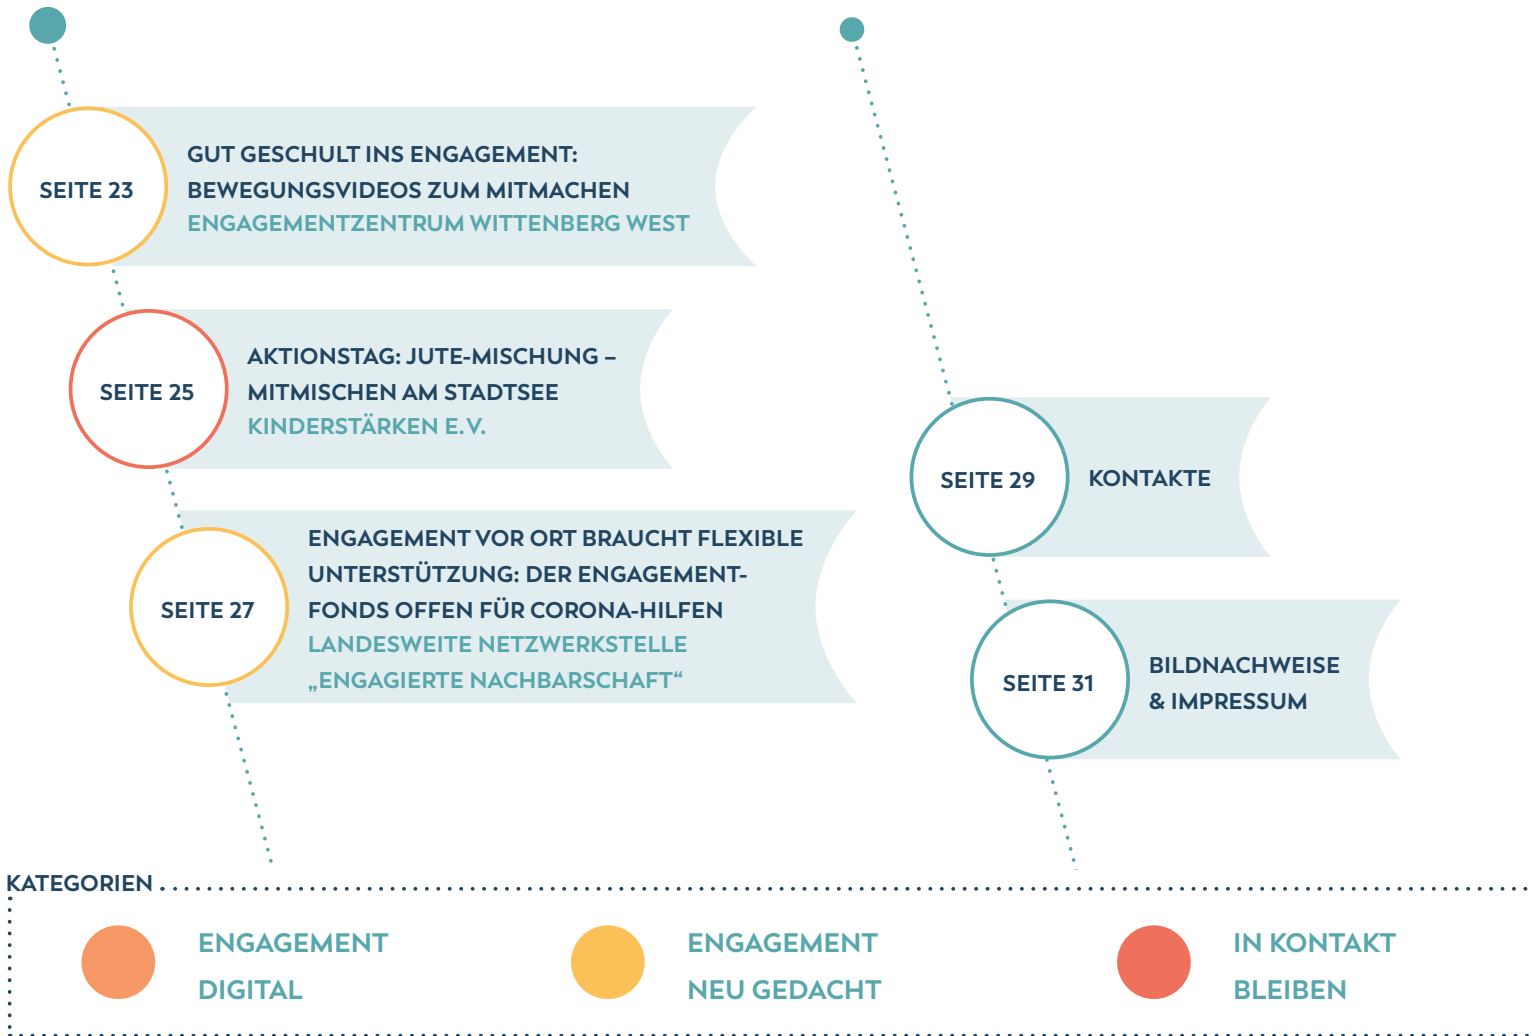 SEITE 23
GUT GESCHULT INS ENGAGEMENT:
BEWEGUNGSVIDEOS ZUM MITMACHEN
ENGAGEMENTZENTRUM WITTENBERG WEST
SEITE 25
AKTIONSTAG: JUTE-MISCHUNG –
MITMISCHEN AM STADTSEE
KINDERSTÄRKEN E.V.
SEITE 27
ENGAGEMENT VOR ORT BRAUCHT FLEXIBLE
UNTERSTÜTZUNG: DER ENGAGEMENT-
FONDS OFFEN FÜR CORONA-HILFEN
LANDESWEITE NETZWERKSTELLE
„ENGAGIERTE NACHBARSCHAFT“
SEITE 29
KONTAKTE
SEITE 31
BILDNACHWEISE
& IMPRESSUM
KATEGORIEN
ENGAGEMENT
DIGITAL
ENGAGEMENT
NEU GEDACHT
IN KONTAKT
BLEIBEN